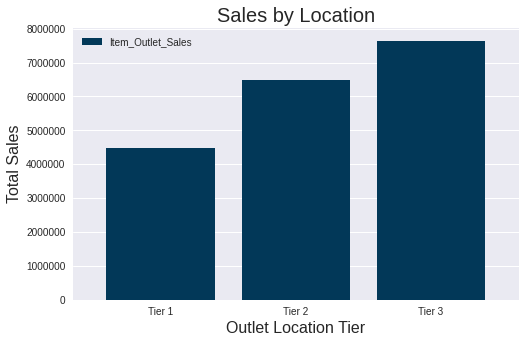 Sales by Location
Item_Outlet_Sales
Total Sales
8000000
7000000
6000000
5000000
4000000
3000000
2000000
1000000
0
Tier 1
Tier 2
Tier 3
Outlet Location Tier